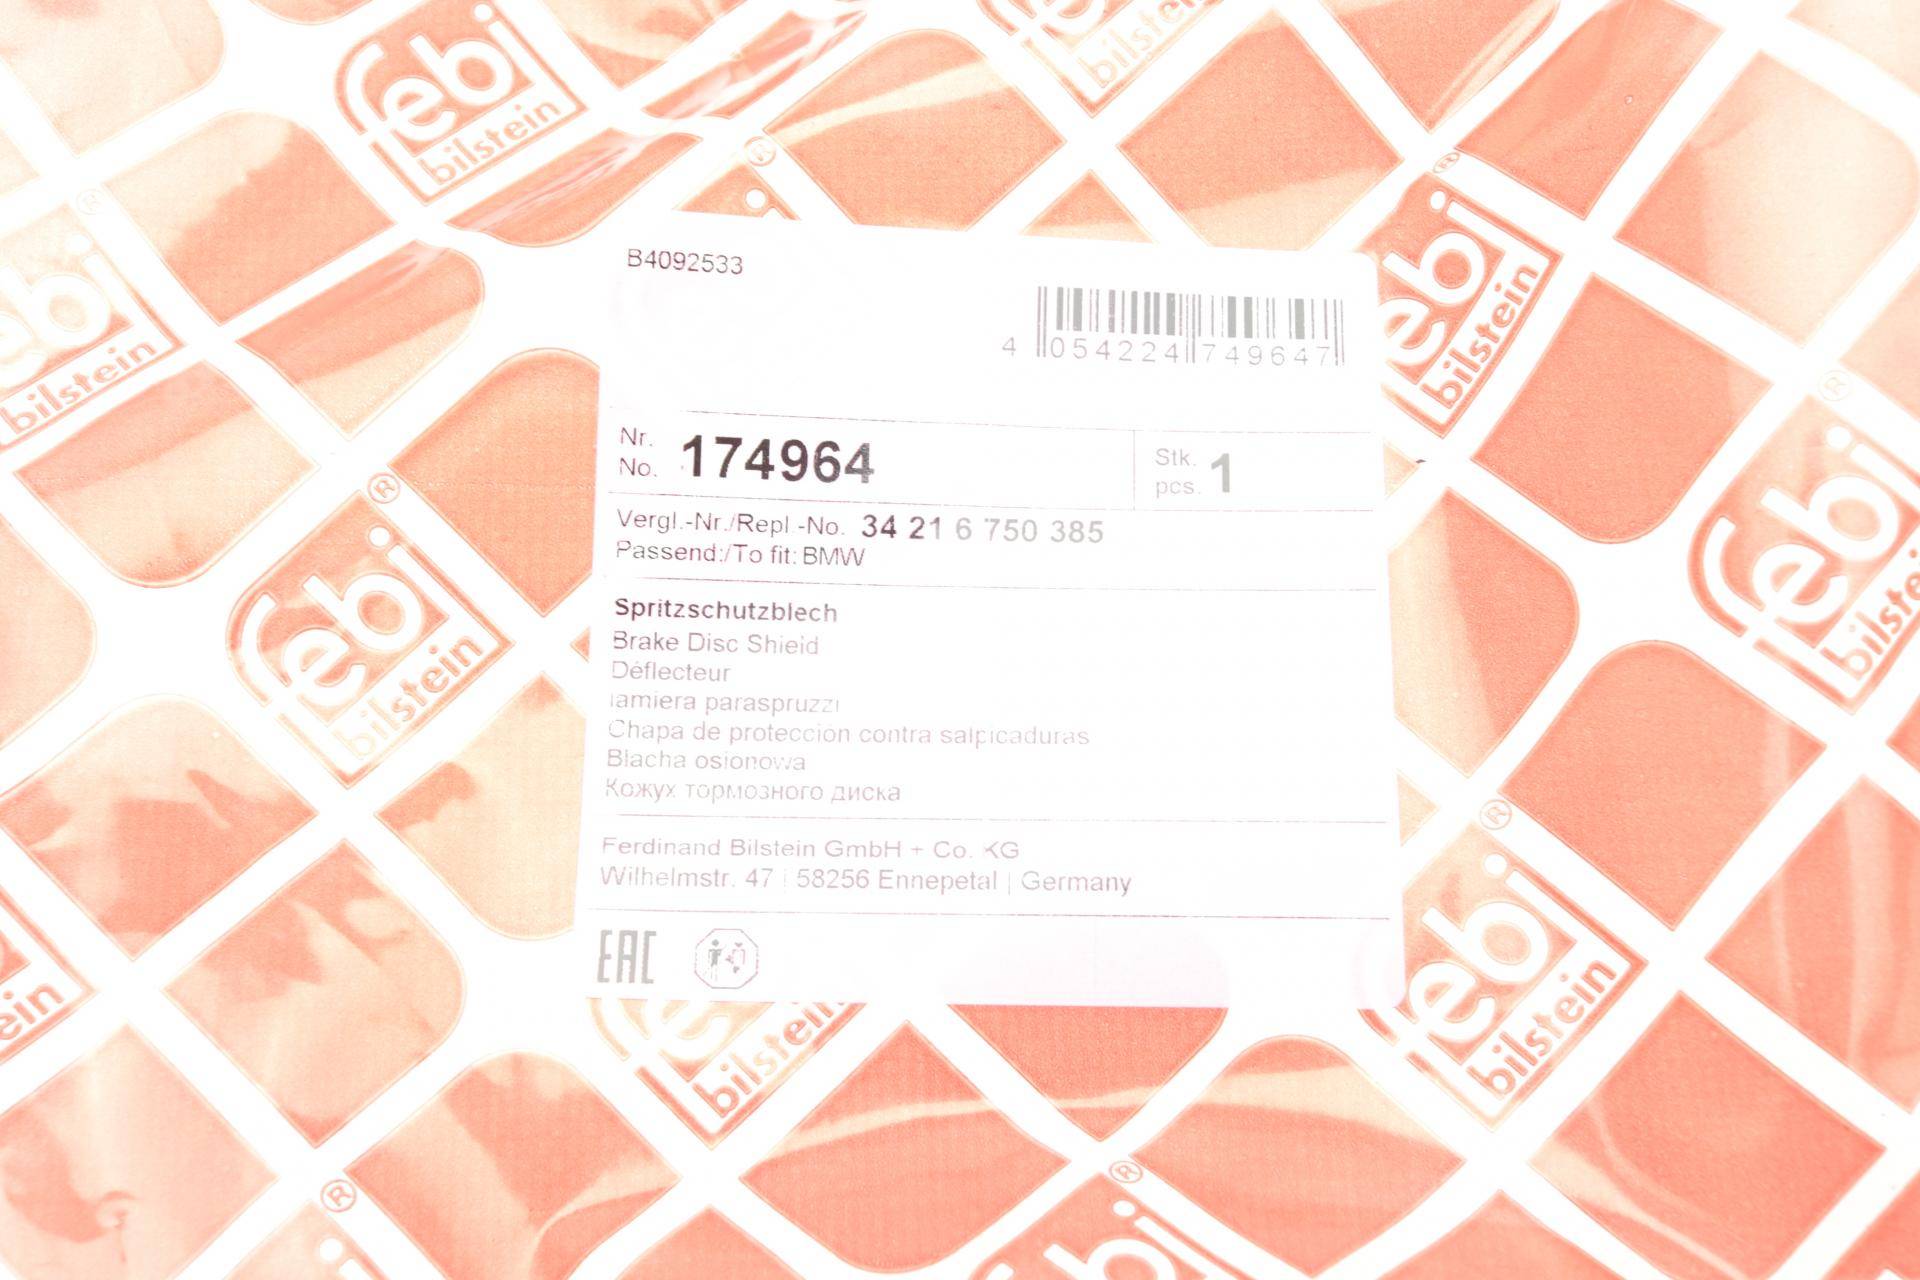 febi
bilstein
B4092533
4 054224 749647
Nr.
No. 174964
Stk.
pcs. 1
Vergl.-Nr./Repl.-No. 34 21 6 750 385
Passend:/To fit: BMW
Spritzschutzblech
Brake Disc Shield
Déflecteur
lamiera paraspruzzi
Chapa de protección contra salpicaduras
Blacha osłonowa
Кожух тормозного диска
Ferdinand Bilstein GmbH + Co. KG
Wilhelmstr. 47 | 58256 Ennepetal | Germany
EAC